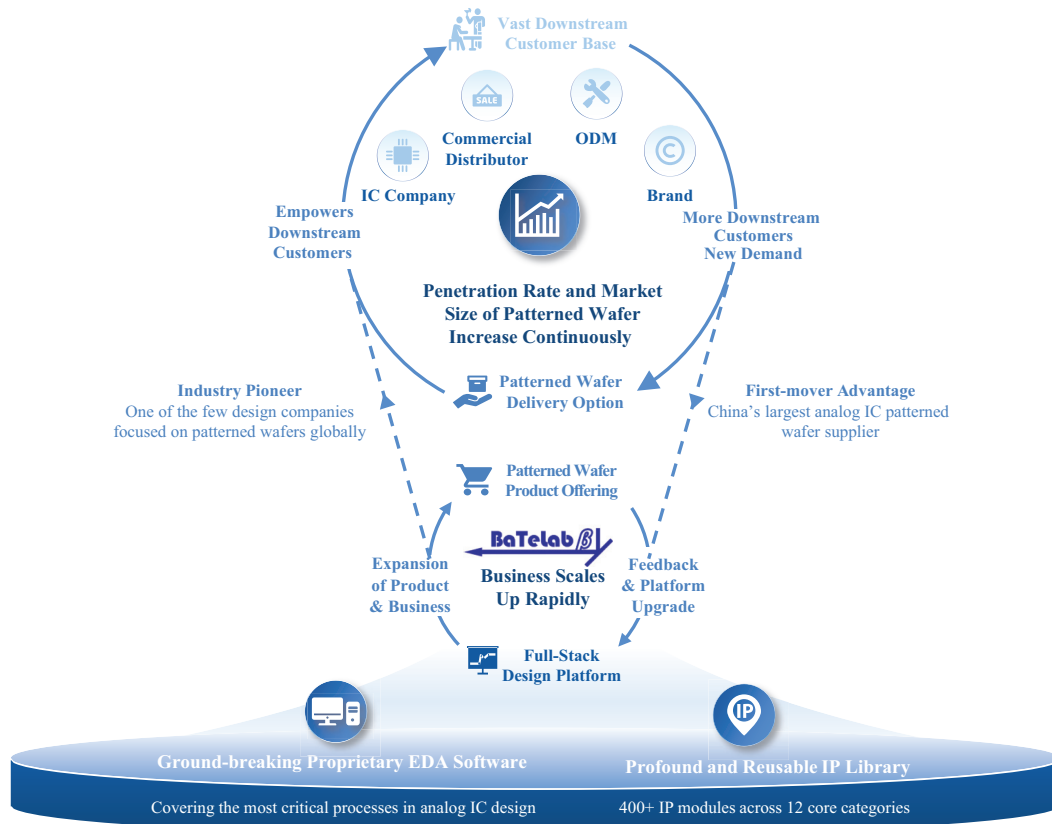 Vast Downstream
Customer Base
SALE
Commercial
Distributor
ODM
IC Company
Brand
Empowers
Downstream
Customers
More Downstream
Customers
New Demand
Penetration Rate and Market
Size of Patterned Wafer
Increase Continuously
Industry Pioneer
One of the few design companies
focused on patterned wafers globally
Patterned Wafer
Delivery Option
First-mover Advantage
China's largest analog IC patterned
wafer supplier
Patterned Wafer
Product Offering
BaTeLab β
Expansion
of Product
& Business
Business Scales
Up Rapidly
Feedback
& Platform
Upgrade
Full-Stack
Design Platform
IP
Ground-breaking Proprietary EDA Software
Profound and Reusable IP Library
Covering the most critical processes in analog IC design
400+ IP modules across 12 core categories